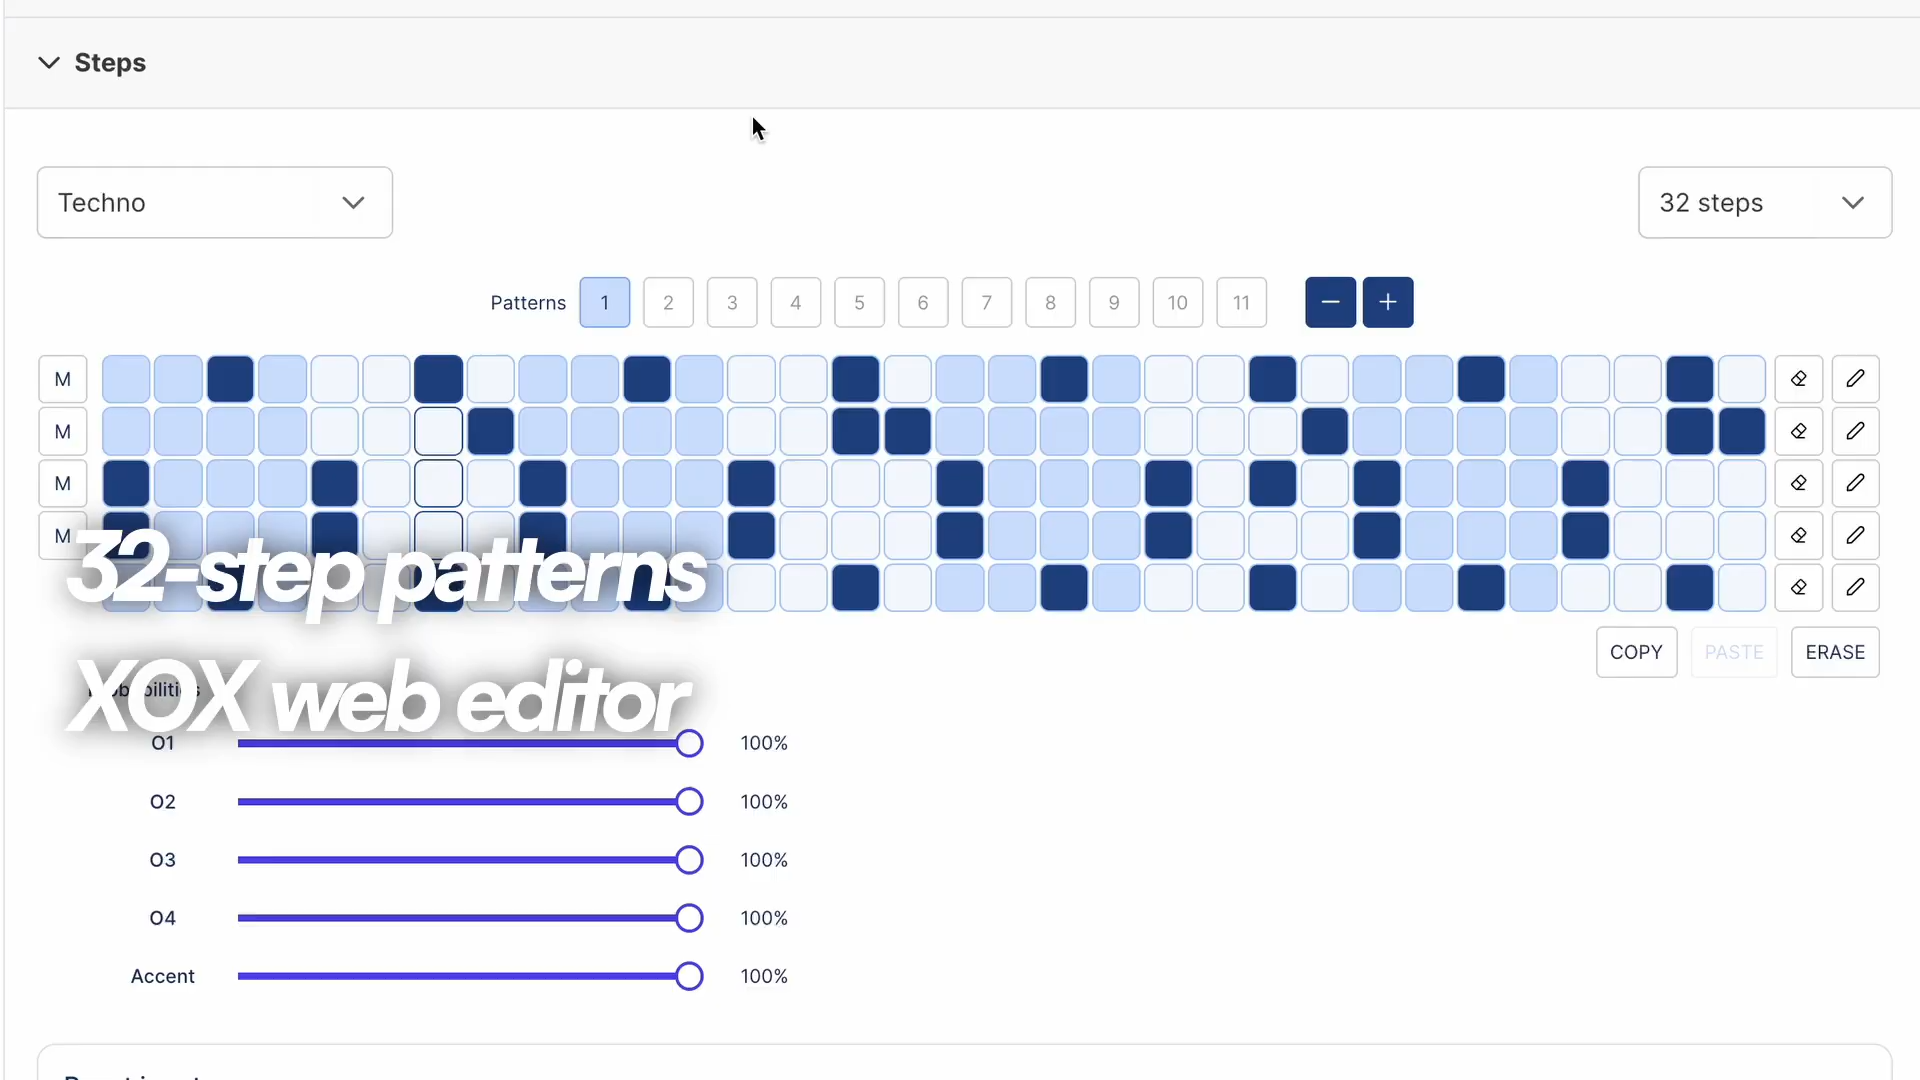 Steps
Techno
32 steps
Patterns 1 2 3 4 5 6 7 8 9 10 11 − +
M
M
M
M
32-step patterns
COPY PASTE ERASE
XOX web editor
O1 100%
O2 100%
O3 100%
O4 100%
Accent 100%